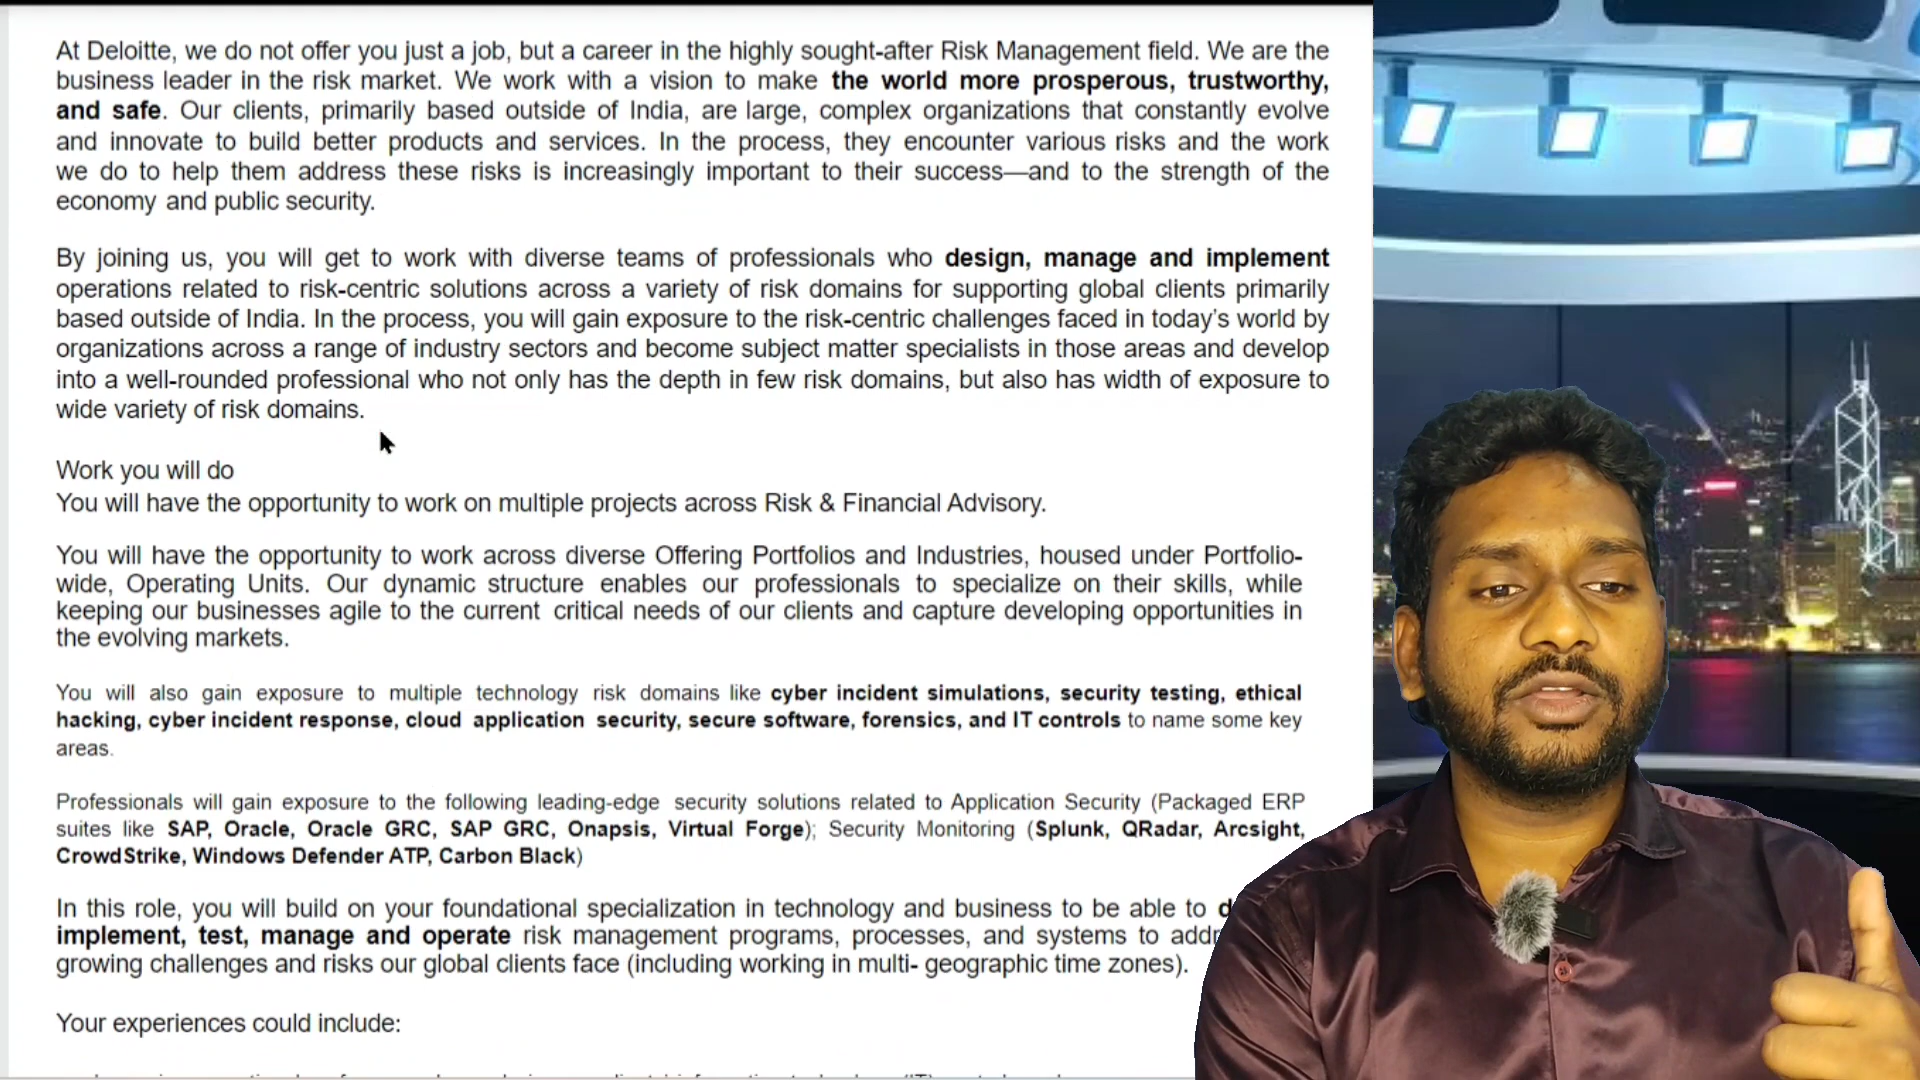 At Deloitte, we do not offer you just a job, but a career in the highly sought-after Risk Management field. We are the
business leader in the risk market. We work with a vision to make the world more prosperous, trustworthy,
and safe. Our clients, primarily based outside of India, are large, complex organizations that constantly evolve
and innovate to build better products and services. In the process, they encounter various risks and the work
we do to help them address these risks is increasingly important to their success—and to the strength of the
economy and public security.
By joining us, you will get to work with diverse teams of professionals who design, manage and implement
operations related to risk-centric solutions across a variety of risk domains for supporting global clients primarily
based outside of India. In the process, you will gain exposure to the risk-centric challenges faced in today's world by
organizations across a range of industry sectors and become subject matter specialists in those areas and develop
into a well-rounded professional who not only has the depth in few risk domains, but also has width of exposure to
wide variety of risk domains.
Work you will do
You will have the opportunity to work on multiple projects across Risk & Financial Advisory.
You will have the opportunity to work across diverse Offering Portfolios and Industries, housed under Portfolio-
wide, Operating Units. Our dynamic structure enables our professionals to specialize on their skills, while
keeping our businesses agile to the current critical needs of our clients and capture developing opportunities in
the evolving markets.
You will also gain exposure to multiple technology risk domains like cyber incident simulations, security testing, ethical
hacking, cyber incident response, cloud application security, secure software, forensics, and IT controls to name some key
areas.
Professionals will gain exposure to the following leading-edge security solutions related to Application Security (Packaged ERP
suites like SAP, Oracle, Oracle GRC, SAP GRC, Onapsis, Virtual Forge); Security Monitoring (Splunk, QRadar, Arcsight,
CrowdStrike, Windows Defender ATP, Carbon Black)
In this role, you will build on your foundational specialization in technology and business to be able to
implement, test, manage and operate risk management programs, processes, and systems to
growing challenges and risks our global clients face (including working in multi- geographic time zones).
Your experiences could include: